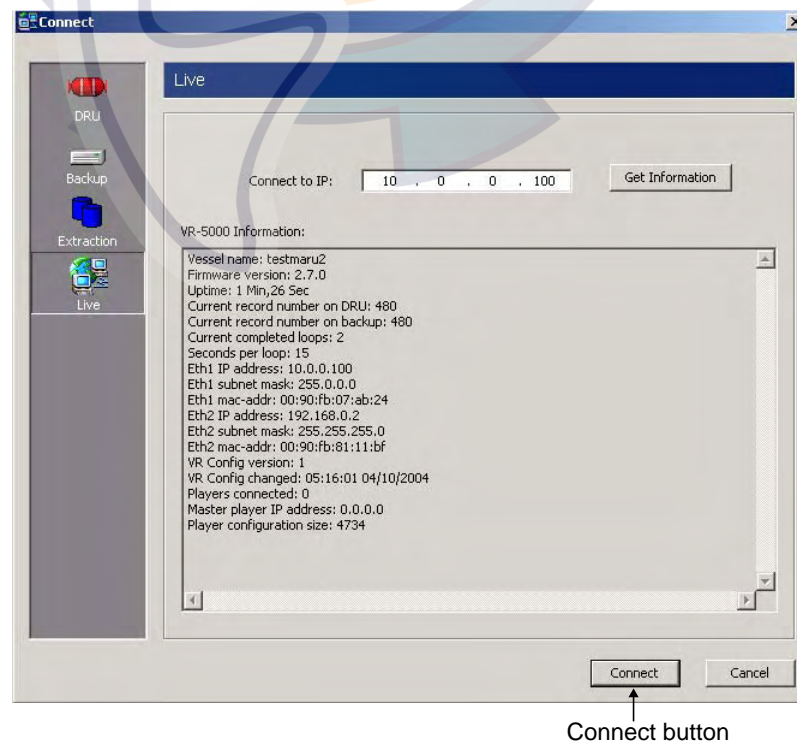 Connect
DRU
Backup
Extraction
Live
Live
Connect to IP: 10 . 0 . 0 . 100 Get Information
VR-5000 Information:
Vessel name: testmaru2
Firmware version: 2.7.0
Uptime: 1 Min,26 Sec
Current record number on DRU: 480
Current record number on backup: 480
Current completed loops: 2
Seconds per loop: 15
Eth1 IP address: 10.0.0.100
Eth1 subnet mask: 255.0.0.0
Eth1 mac-addr: 00:90:fb:07:ab:24
Eth2 IP address: 192.168.0.2
Eth2 subnet mask: 255.255.255.0
Eth2 mac-addr: 00:90:fb:81:11:bf
VR Config version: 1
VR Config changed: 05:16:01 04/10/2004
Players connected: 0
Master player IP address: 0.0.0.0
Player configuration size: 4734
Connect Cancel
Connect button